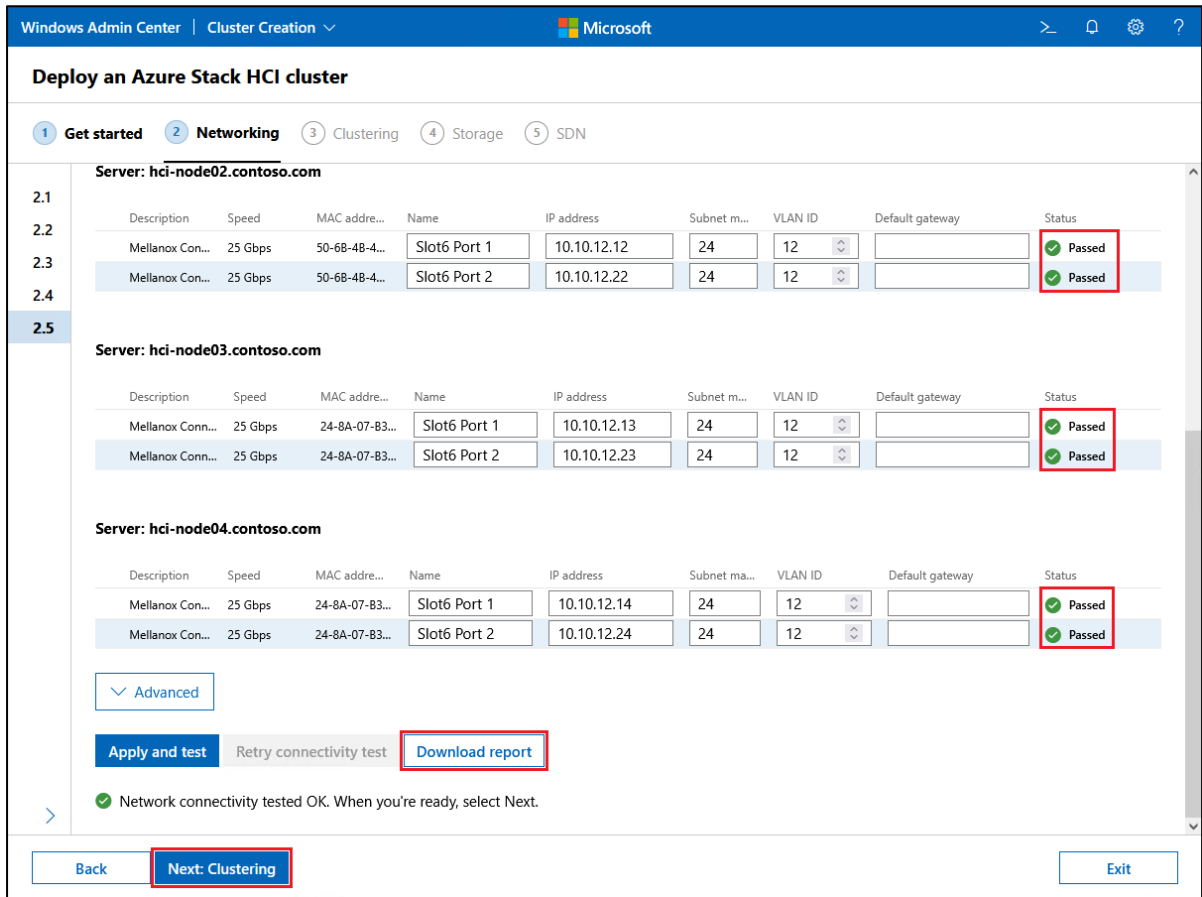 Windows Admin Center | Cluster Creation Microsoft
Deploy an Azure Stack HCI cluster
1 Get started 2 Networking 3 Clustering 4 Storage 5 SDN
2.1
2.2
2.3
2.4
2.5
Server: hci-node02.contoso.com
Description Speed MAC addre... Name IP address Subnet m... VLAN ID Default gateway Status
Mellanox Con... 25 Gbps 50-6B-4B-4... Slot6 Port 1 10.10.12.12 24 12 Passed
Mellanox Con... 25 Gbps 50-6B-4B-4... Slot6 Port 2 10.10.12.22 24 12 Passed
Server: hci-node03.contoso.com
Description Speed MAC addre... Name IP address Subnet m... VLAN ID Default gateway Status
Mellanox Conn... 25 Gbps 24-8A-07-B3... Slot6 Port 1 10.10.12.13 24 12 Passed
Mellanox Conn... 25 Gbps 24-8A-07-B3... Slot6 Port 2 10.10.12.23 24 12 Passed
Server: hci-node04.contoso.com
Description Speed MAC addre... Name IP address Subnet ma... VLAN ID Default gateway Status
Mellanox Con... 25 Gbps 24-8A-07-B3... Slot6 Port 1 10.10.12.14 24 12 Passed
Mellanox Con... 25 Gbps 24-8A-07-B3... Slot6 Port 2 10.10.12.24 24 12 Passed
Advanced
Apply and test Retry connectivity test Download report
Network connectivity tested OK. When you're ready, select Next.
Back Next: Clustering Exit